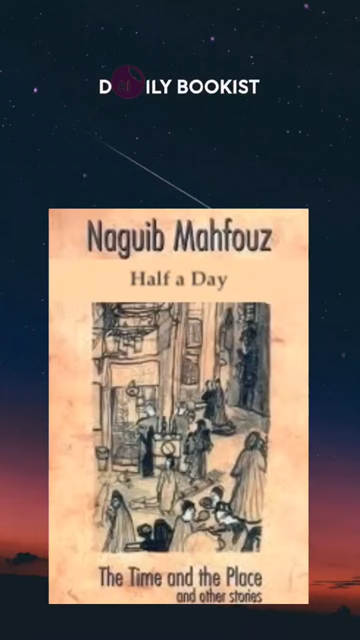 DAILY BOOKIST
Naguib Mahfouz
Half a Day
The Time and the Place
and other stories